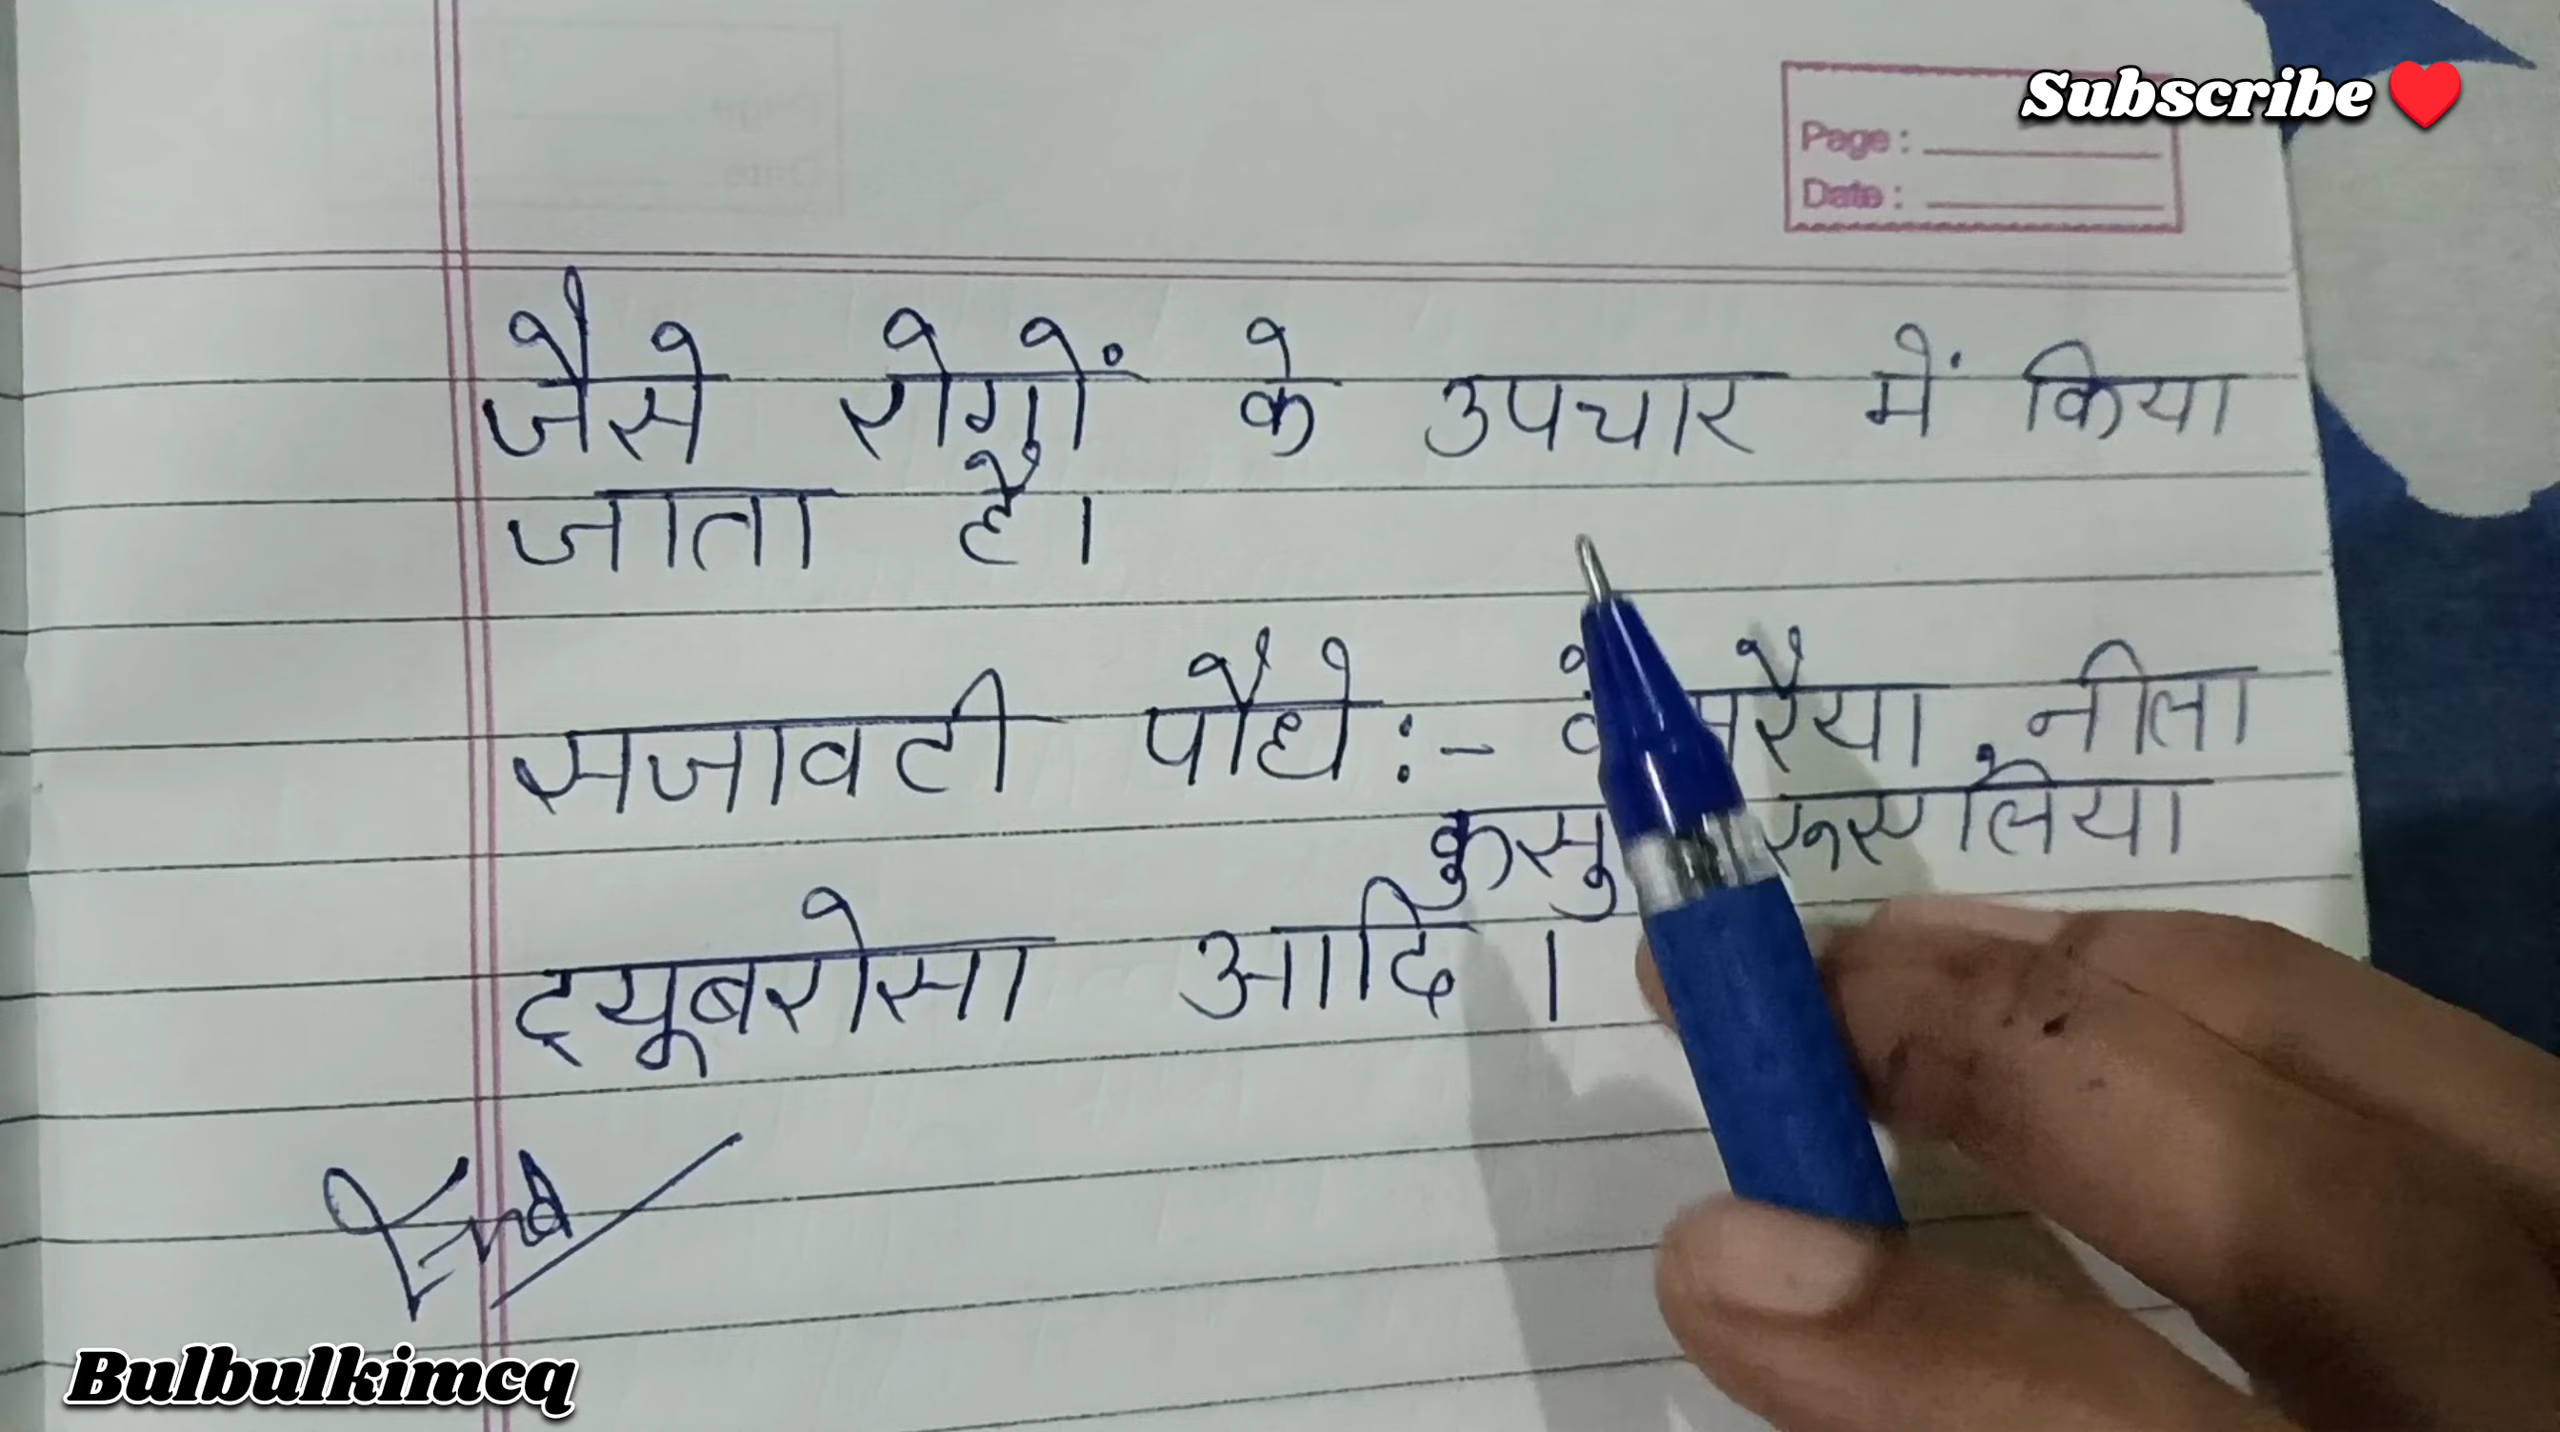 Subscribe ❤️
Page :
Date :
जैसे रोगों के उपचार में किया
जाता है।
सजावटी पौधे :- नीला
रूसेलिया
ट्यूबरोसा आदि ।
End
Bulbulkimcq